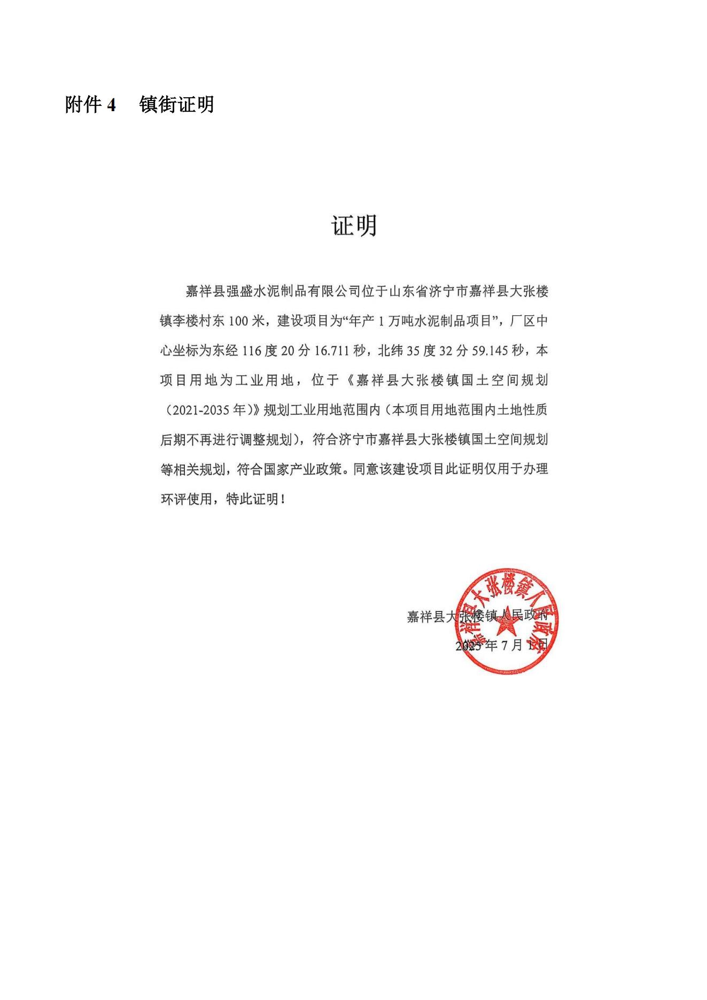 附件 4 镇街证明
证明
嘉祥县强盛水泥制品有限公司位于山东省济宁市嘉祥县大张楼
镇李楼村东 100 米，建设项目为“年产 1 万吨水泥制品项目”，厂区中
心坐标为东经 116 度 20 分 16.711 秒，北纬 35 度 32 分 59.145 秒，本
项目用地为工业用地，位于《嘉祥县大张楼镇国土空间规划
（2021-2035 年）》规划工业用地范围内（本项目用地范围内土地性质
后期不再进行调整规划），符合济宁市嘉祥县大张楼镇国土空间规划
等相关规划，符合国家产业政策。同意该建设项目此证明仅用于办理
环评使用，特此证明！
嘉祥县大张楼镇人民政府
嘉祥县大张楼镇人民政府
2025 年 7 月 1 日